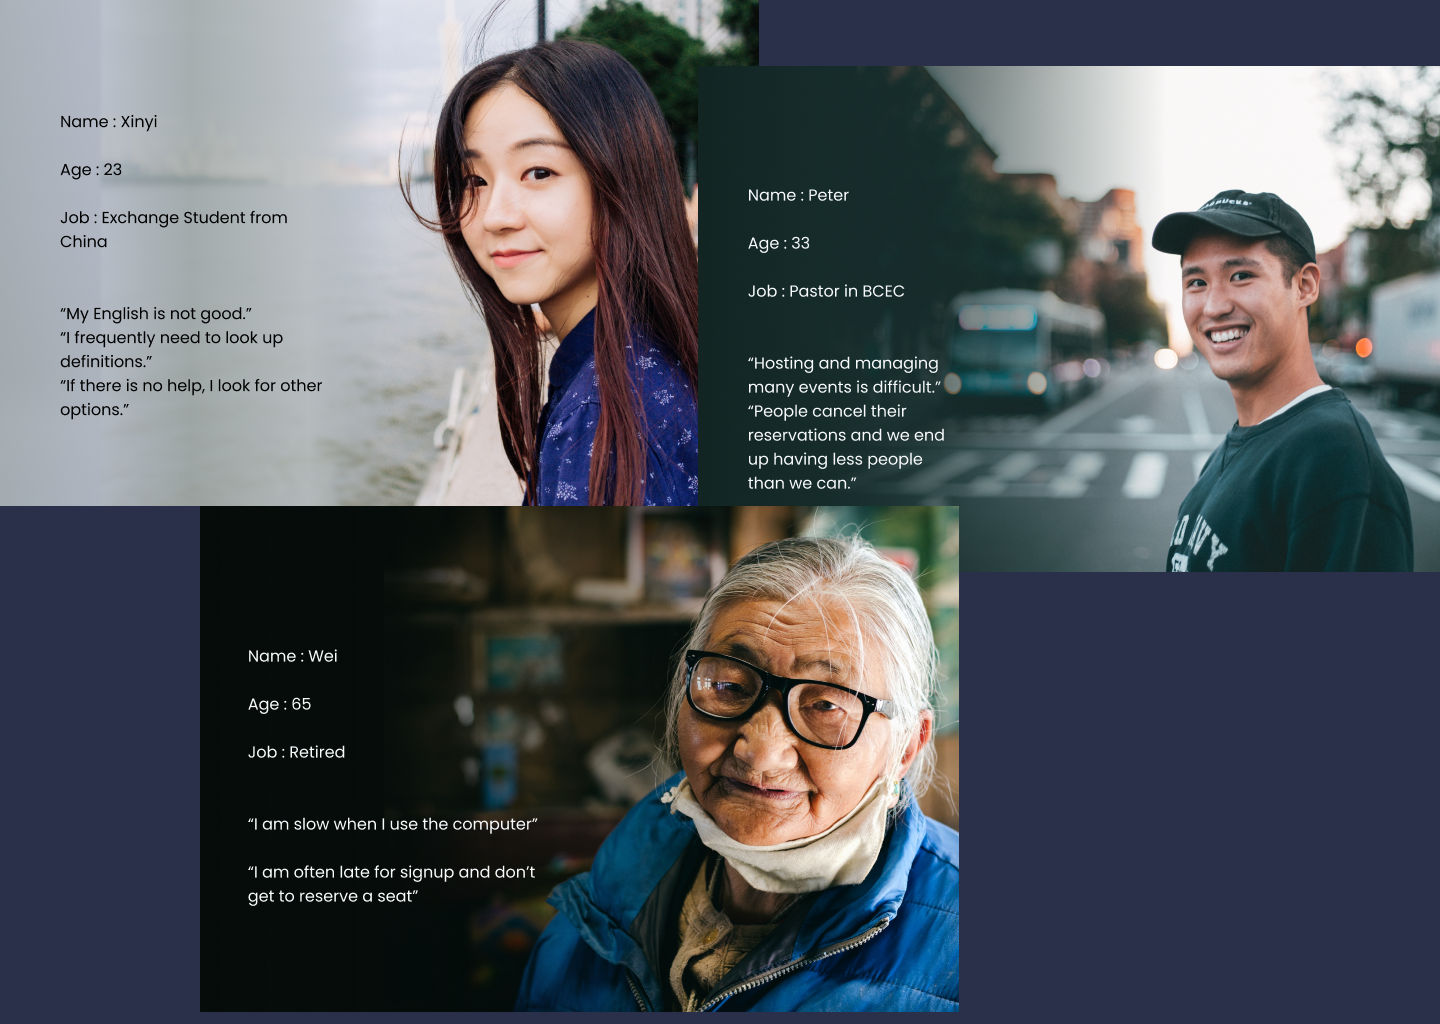 Name : Xinyi
Age : 23
Job : Exchange Student from
China
“My English is not good.”
“I frequently need to look up
definitions.”
“If there is no help, I look for other
options.”
Name : Peter
Age : 33
Job : Pastor in BCEC
“Hosting and managing
many events is difficult.”
“People cancel their
reservations and we end
up having less people
than we can.”
Name : Wei
Age : 65
Job : Retired
“I am slow when I use the computer”
“I am often late for signup and don’t
get to reserve a seat”